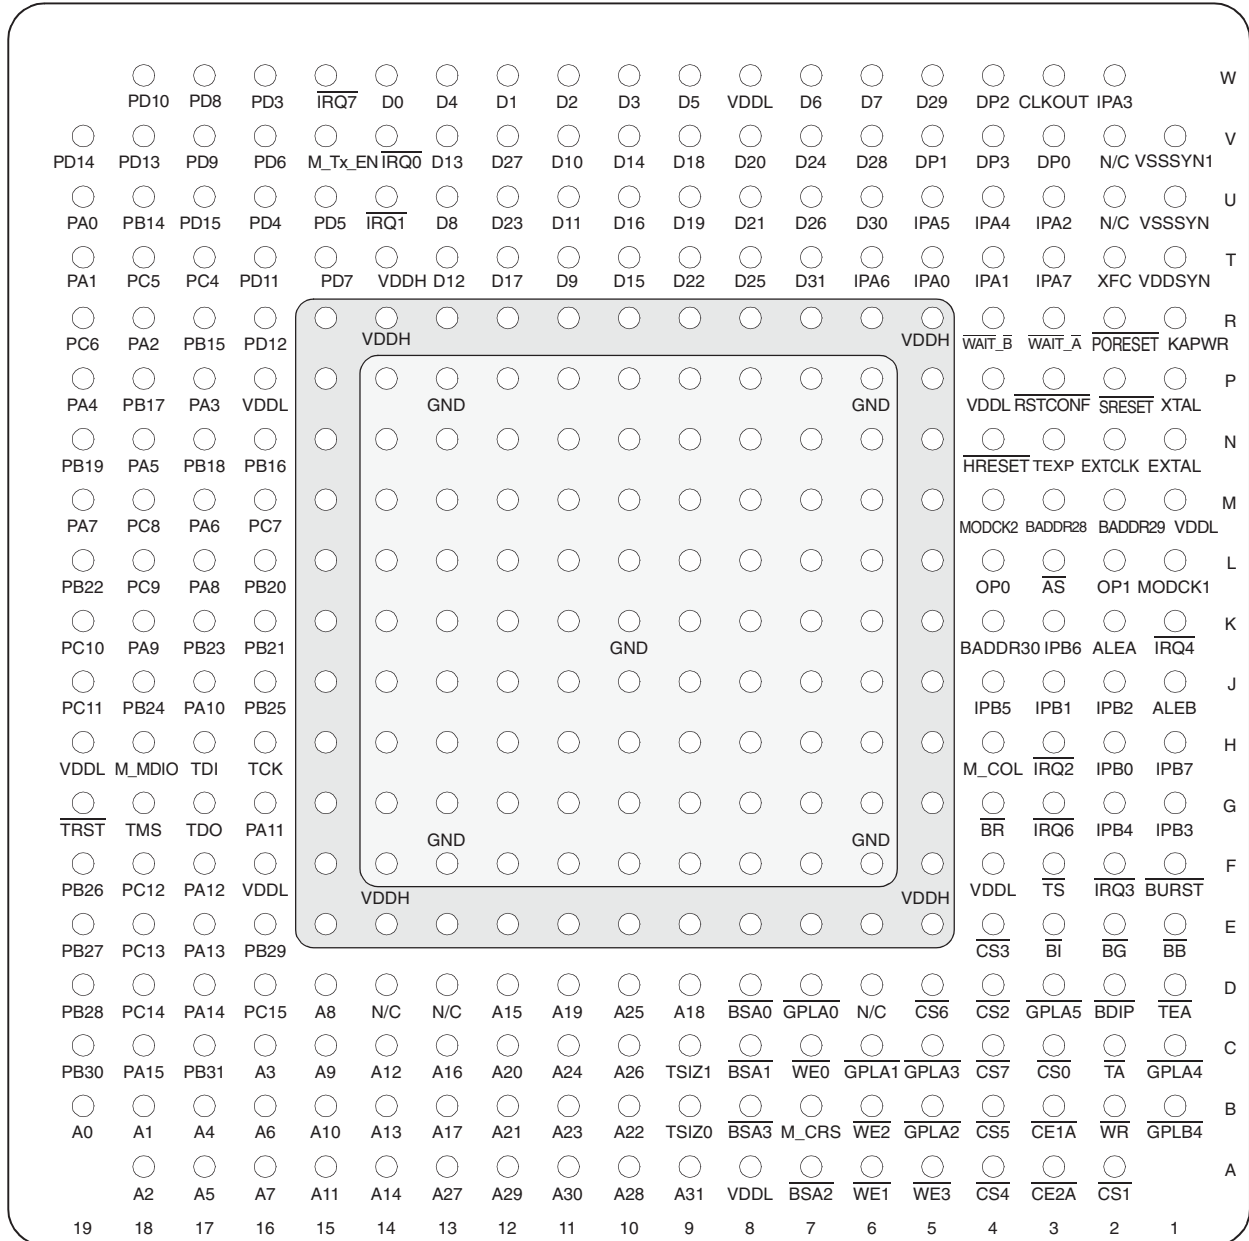 W
PD10 PD8 PD3 IRQ7 D0 D4 D1 D2 D3 D5 VDDL D6 D7 D29 DP2 CLKOUT IPA3
V
PD14 PD13 PD9 PD6 M_Tx_EN IRQ0 D13 D27 D10 D14 D18 D20 D24 D28 DP1 DP3 DP0 N/C VSSSYN1
U
PA0 PB14 PD15 PD4 PD5 IRQ1 D8 D23 D11 D16 D19 D21 D26 D30 IPA5 IPA4 IPA2 N/C VSSSYN
T
PA1 PC5 PC4 PD11 PD7 VDDH D12 D17 D9 D15 D22 D25 D31 IPA6 IPA0 IPA1 IPA7 XFC VDDSYN
R
PC6 PA2 PB15 PD12 VDDH VDDH WAIT_B WAIT_A PORESET KAPWR
P
PA4 PB17 PA3 VDDL GND GND VDDL RSTCONF SRESET XTAL
N
PB19 PA5 PB18 PB16 HRESET TEXP EXTCLK EXTAL
M
PA7 PC8 PA6 PC7 MODCK2 BADDR28 BADDR29 VDDL
L
PB22 PC9 PA8 PB20 OP0 AS OP1 MODCK1
K
PC10 PA9 PB23 PB21 GND BADDR30 IPB6 ALEA IRQ4
J
PC11 PB24 PA10 PB25 IPB5 IPB1 IPB2 ALEB
H
VDDL M_MDIO TDI TCK M_COL IRQ2 IPB0 IPB7
G
TRST TMS TDO PA11 GND GND BR IRQ6 IPB4 IPB3
F
PB26 PC12 PA12 VDDL VDDH VDDH VDDL TS IRQ3 BURST
E
PB27 PC13 PA13 PB29 CS3 BI BG BB
D
PB28 PC14 PA14 PC15 A8 N/C N/C A15 A19 A25 A18 BSA0 GPLA0 N/C CS6 CS2 GPLA5 BDIP TEA
C
PB30 PA15 PB31 A3 A9 A12 A16 A20 A24 A26 TSIZ1 BSA1 WE0 GPLA1 GPLA3 CS7 CS0 TA GPLA4
B
A0 A1 A4 A6 A10 A13 A17 A21 A23 A22 TSIZ0 BSA3 M_CRS WE2 GPLA2 CS5 CE1A WR GPLB4
A
A2 A5 A7 A11 A14 A27 A29 A30 A28 A31 VDDL BSA2 WE1 WE3 CS4 CE2A CS1
19 18 17 16 15 14 13 12 11 10 9 8 7 6 5 4 3 2 1